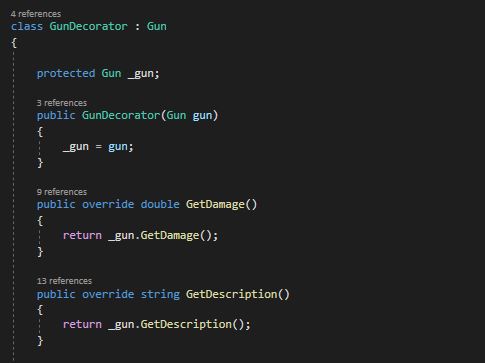 4 references
class GunDecorator : Gun
{
protected Gun _gun;
3 references
public GunDecorator(Gun gun)
{
_gun = gun;
}
9 references
public override double GetDamage()
{
return _gun.GetDamage();
}
13 references
public override string GetDescription()
{
return _gun.GetDescription();
}